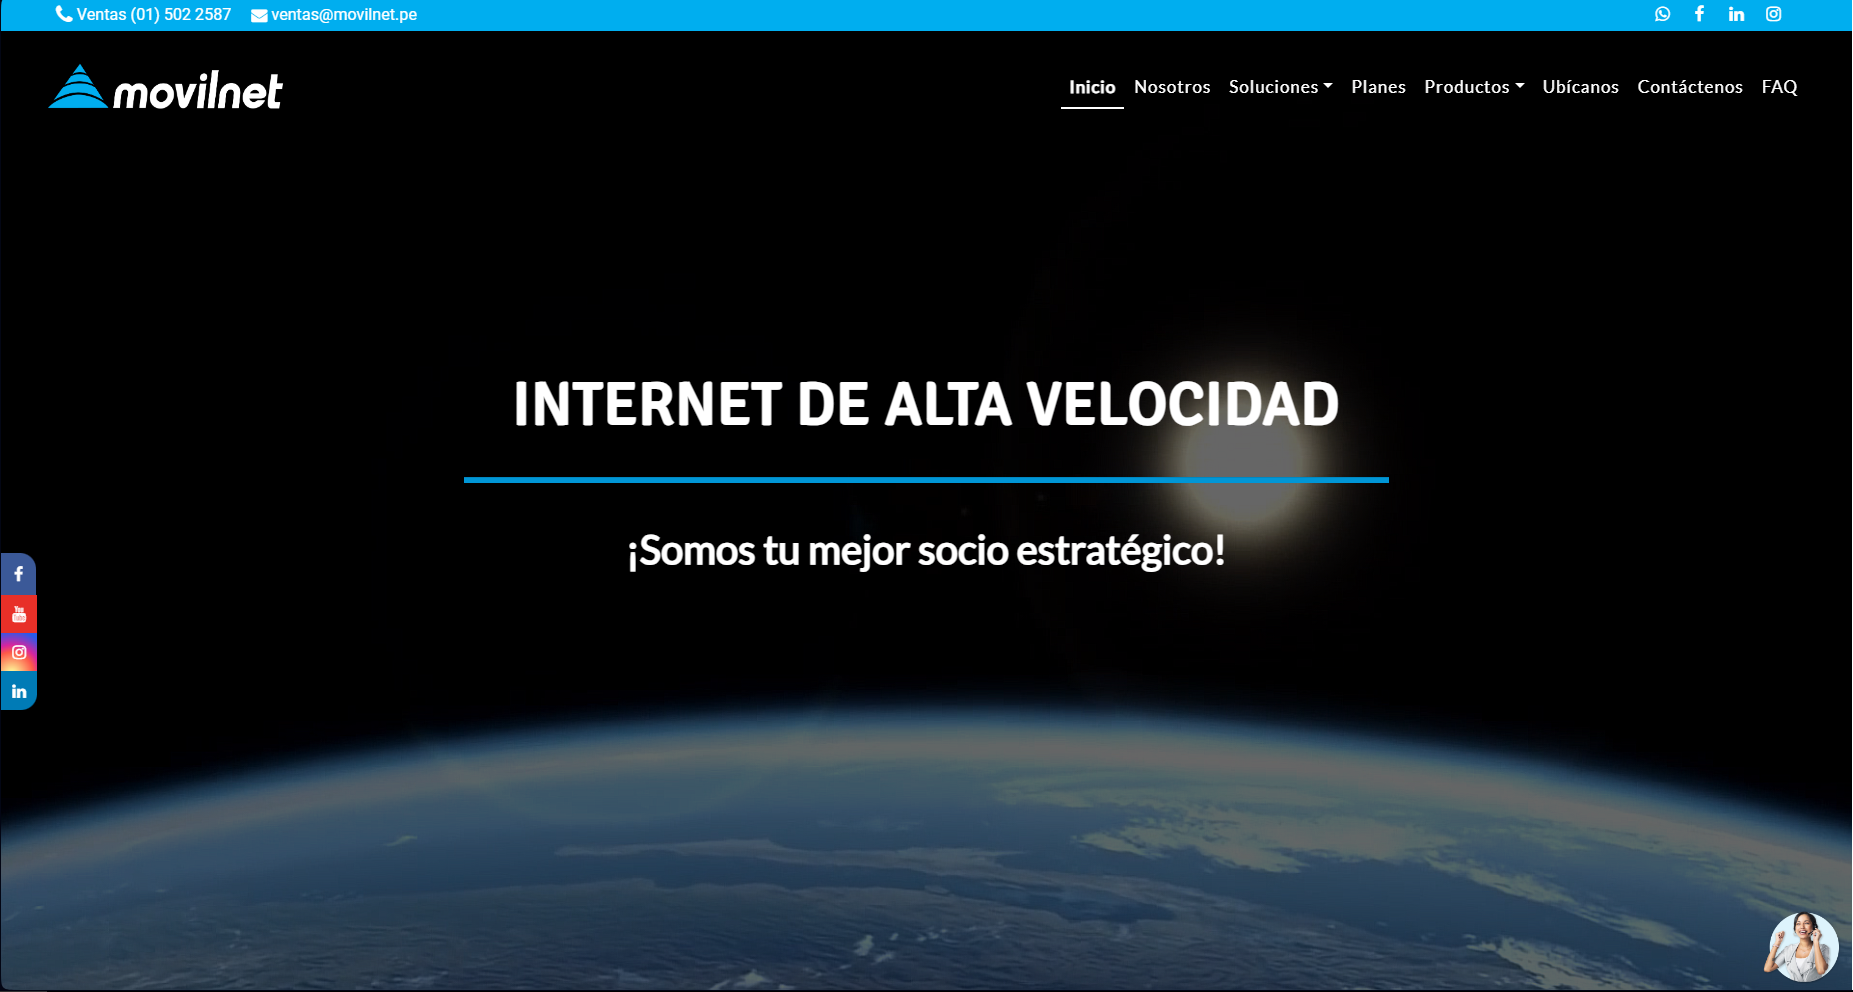 Ventas (01) 502 2587 ventas@movilnet.pe
movilnet
Inicio Nosotros Soluciones Planes Productos Ubícanos Contáctenos FAQ
INTERNET DE ALTA VELOCIDAD
¡Somos tu mejor socio estratégico!
You Tube